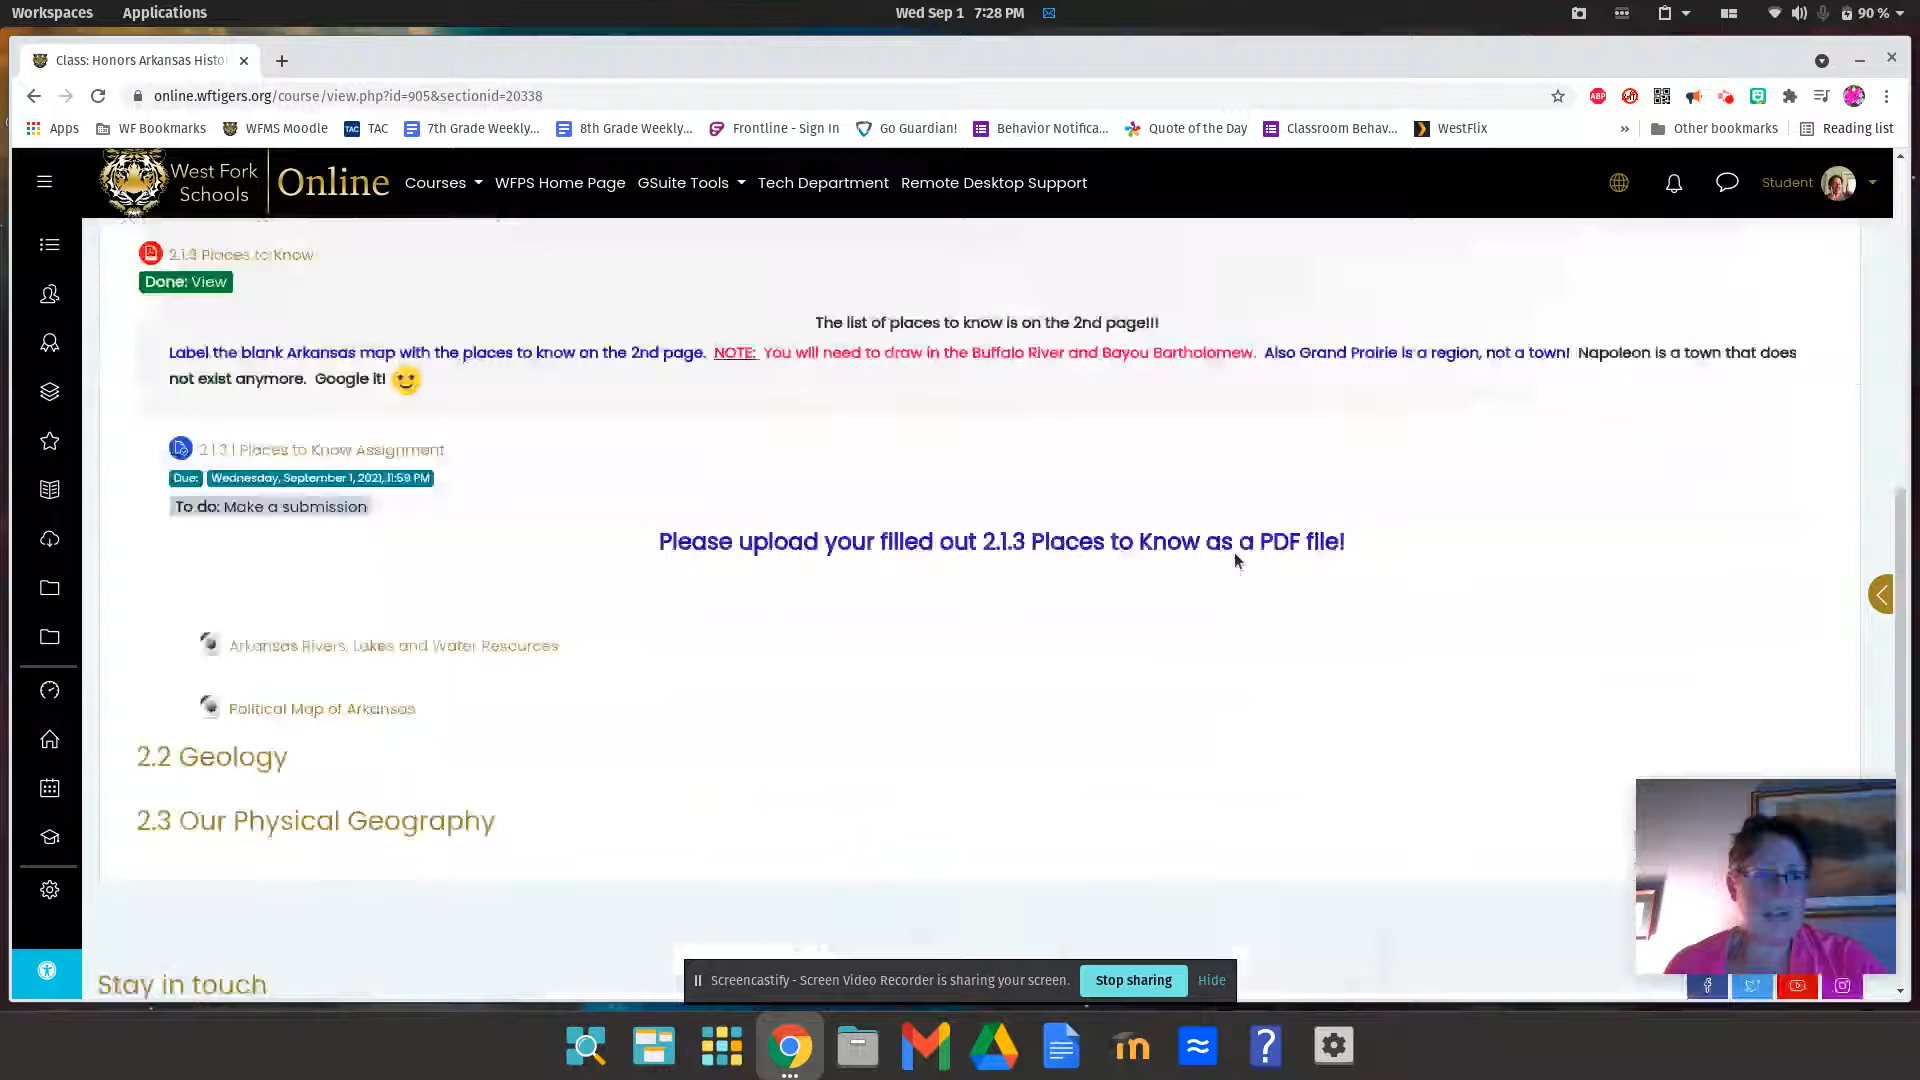 Workspaces Applications Wed Sep 1 7:28 PM 90 %
Class: Honors Arkansas Histo
online.wftigers.org/course/view.php?id=905&sectionid=20338
ABP
Apps WF Bookmarks WFMS Moodle TAC TAC 7th Grade Weekly... 8th Grade Weekly... Frontline - Sign In Go Guardian! Behavior Notifica... Quote of the Day Classroom Behav... WestFlix » Other bookmarks Reading list
West Fork Schools Online Courses WFPS Home Page GSuite Tools Tech Department Remote Desktop Support Student
2.1.3 Places to Know
Done: View
The list of places to know is on the 2nd page!!!
Label the blank Arkansas map with the places to know on the 2nd page. NOTE: You will need to draw in the Buffalo River and Bayou Bartholomew. Also Grand Prairie is a region, not a town! Napoleon is a town that does
not exist anymore. Google it!
2.1.3.1 Places to Know Assignment
Due: Wednesday, September 1, 2021, 11:59 PM
To do: Make a submission
Please upload your filled out 2.1.3 Places to Know as a PDF file!
Arkansas Rivers, Lakes and Water Resources
Political Map of Arkansas
2.2 Geology
2.3 Our Physical Geography
Stay in touch
Screencastify - Screen Video Recorder is sharing your screen. Stop sharing Hide